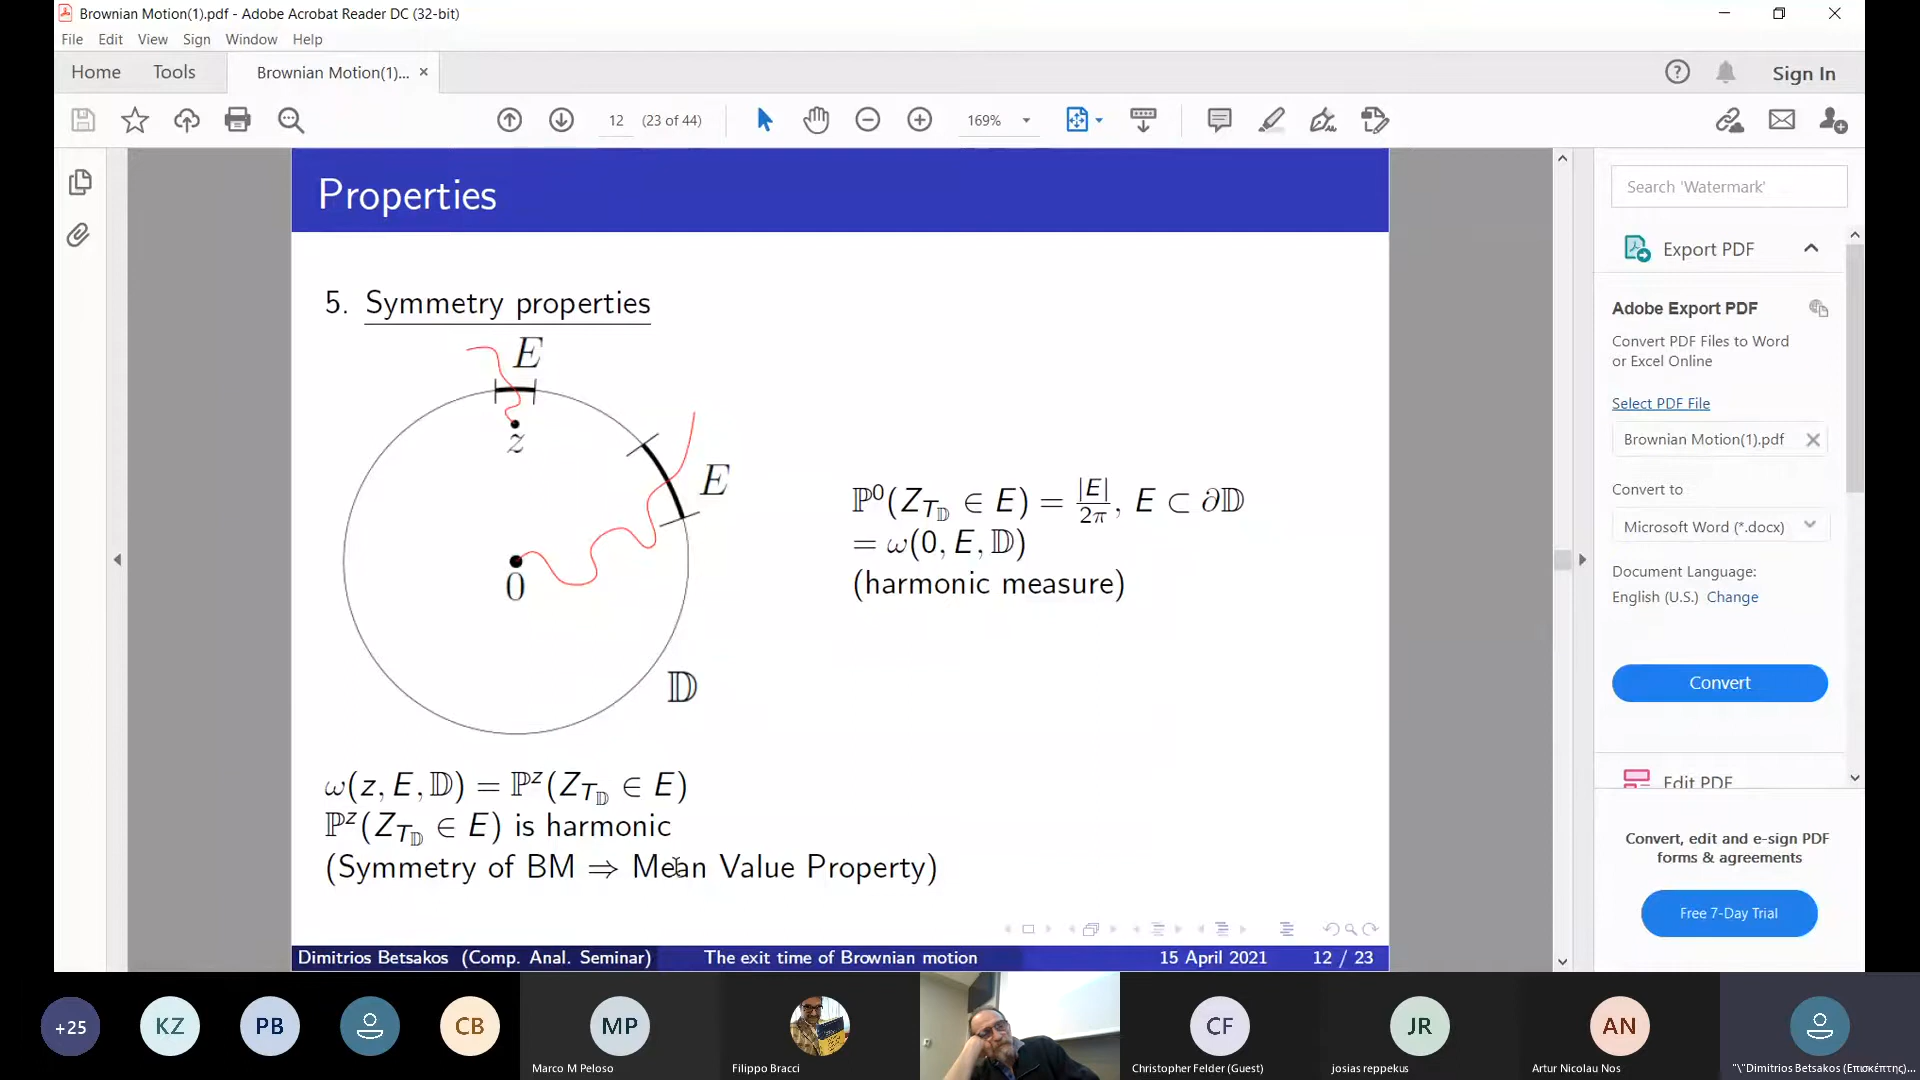 Brownian Motion(1).pdf - Adobe Acrobat Reader DC (32-bit)
File Edit View Sign Window Help
Home Tools Brownian Motion(1)... × Sign In
12 (23 of 44) 169%
Properties
5. Symmetry properties
E
z
E
0
𝔻
ℙ⁰(Z_{T_𝔻} ∈ E) = |E|/2π, E ⊂ ∂𝔻
= ω(0, E, 𝔻)
(harmonic measure)
ω(z, E, 𝔻) = ℙᶻ(Z_{T_𝔻} ∈ E)
ℙᶻ(Z_{T_𝔻} ∈ E) is harmonic
(Symmetry of BM ⇒ Mean Value Property)
Dimitrios Betsakos (Comp. Anal. Seminar) The exit time of Brownian motion 15 April 2021 12 / 23
Search 'Watermark'
Export PDF
Adobe Export PDF
Convert PDF Files to Word
or Excel Online
Select PDF File
Brownian Motion(1).pdf ×
Convert to
Microsoft Word (*.docx)
Document Language:
English (U.S.) Change
Convert
Edit PDF
Convert, edit and e-sign PDF
forms & agreements
Free 7-Day Trial
+25 KZ PB CB MP CF JR AN
Marco M Peloso Filippo Bracci Christopher Felder (Guest) josias reppekus Artur Nicolau Nos "\"Dimitrios Betsakos (Επισκέπτης)...